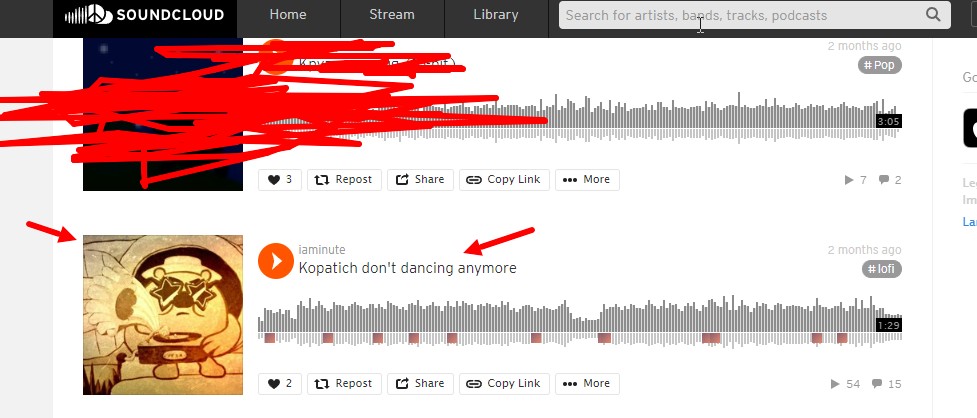 SOUNDCLOUD
Home
Stream
Library
Search for artists, bands, tracks, podcasts
2 months ago
# Pop
3:05
3
Repost
Share
Copy Link
More
7
2
Go
iaminute
Kopatich don't dancing anymore
2 months ago
# lofi
1:29
2
Repost
Share
Copy Link
More
54
15
Leg
Im
La